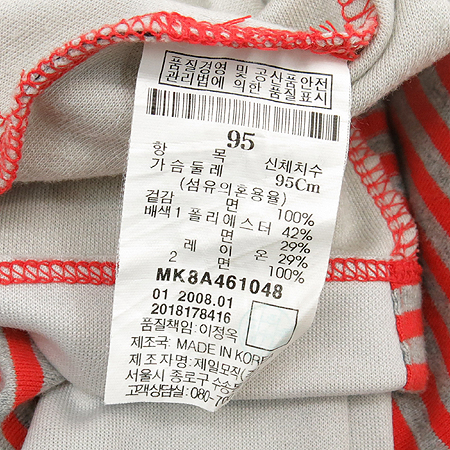 품질경영 및 공산품안전
관리법에 의한 품질표시
95
항 목 신체치수
가슴둘레 95Cm
(섬유의혼용율)
겉감 면 100%
배색1 폴리에스터 42%
면 29%
레 이 온 29%
2 면 100%
MK8A461048
01 2008.01
2018178416
품질책임: 이정옥
제조국: MADE IN KORE
제조자명: 제일모직(
서울시 종로구 수송
고객상담실: 080-7